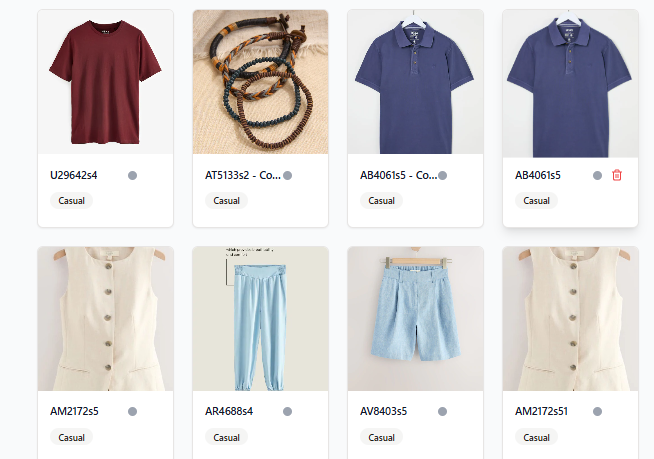 U29642s4
AT5133s2 - Co...
AB4061s5 - Co...
AB4061s5
Casual
Casual
Casual
Casual
AM2172s5
AR4688s4
AV8403s5
AM2172s51
Casual
Casual
Casual
Casual